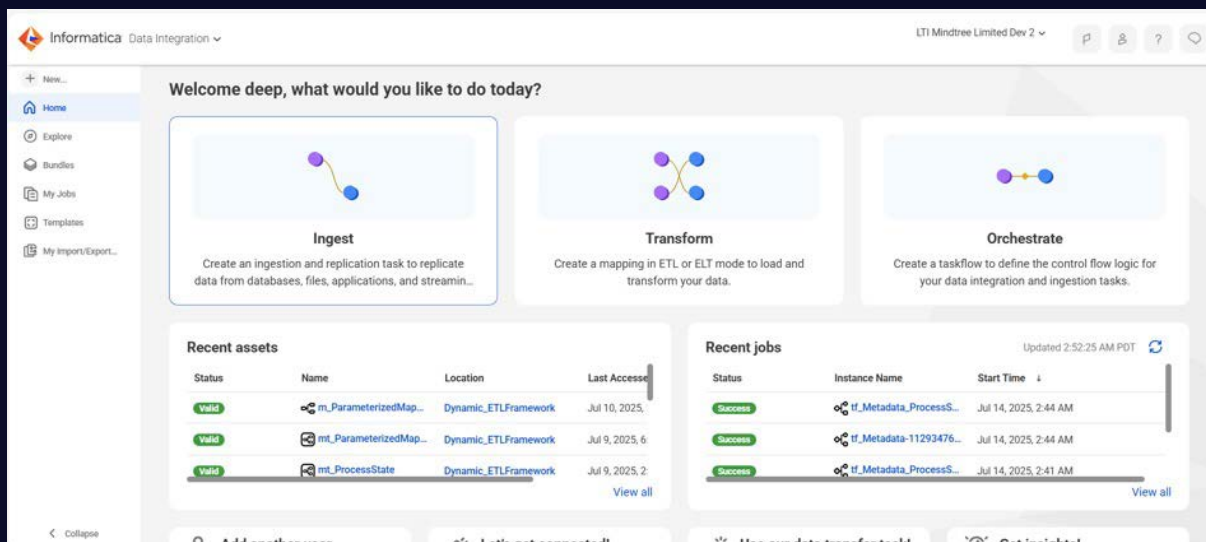 Informatica Data Integration
LTI Mindtree Limited Dev 2
?
New...
Home
Explore
Bundles
My Jobs
Templates
My Import/Export...
Collapse
Welcome deep, what would you like to do today?
Ingest
Create an ingestion and replication task to replicate
data from databases, files, applications, and streamin...
Transform
Create a mapping in ETL or ELT mode to load and
transform your data.
Orchestrate
Create a taskflow to define the control flow logic for
your data integration and ingestion tasks.
Recent assets
Status Name Location Last Accesse
Valid m_ParameterizedMap... Dynamic_ETLFramework Jul 10, 2025,
Valid mt_ParameterizedMap... Dynamic_ETLFramework Jul 9, 2025, 6:
Valid mt_ProcessState Dynamic_ETLFramework Jul 9, 2025, 2:
View all
Recent jobs Updated 2:52:25 AM PDT
Status Instance Name Start Time
Success tf_Metadata_ProcessS... Jul 14, 2025, 2:44 AM
Success tf_Metadata-11293476... Jul 14, 2025, 2:44 AM
Success tf_Metadata_ProcessS... Jul 14, 2025, 2:41 AM
View all